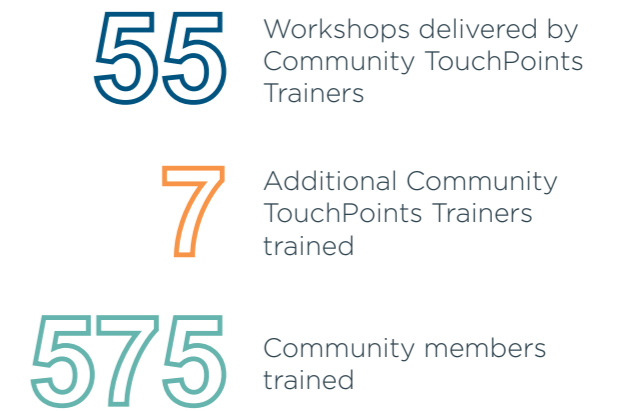 55
Workshops delivered by
Community TouchPoints
Trainers
7
Additional Community
TouchPoints Trainers
trained
575
Community members
trained